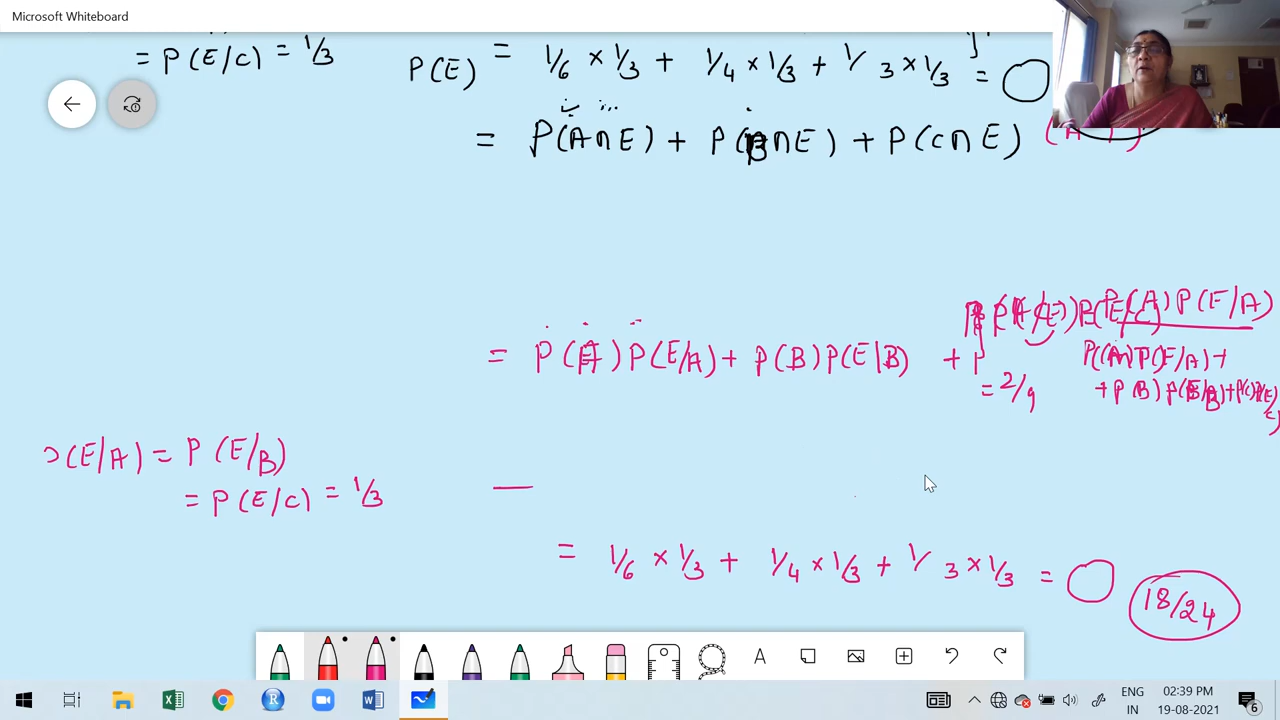 Microsoft Whiteboard
= P(E/C) = 1/3
P(E) = 1/6 × 1/3 + 1/4 × 1/3 + 1/3 × 1/3 =
= P(A∩E) + P(B∩E) + P(C∩E)
P(A) P(E/A)
= P(A) P(E/A) + P(B) P(E/B) + P
P(A) P(E/A) +
= 2/9
+ P(B) P(E/B) + P(C) P(E/C)
(E/A) = P(E/B)
= P(E/C) = 1/3
= 1/6 × 1/3 + 1/4 × 1/3 + 1/3 × 1/3 =
18/24
A
ENG
IN
02:39 PM
19-08-2021
6